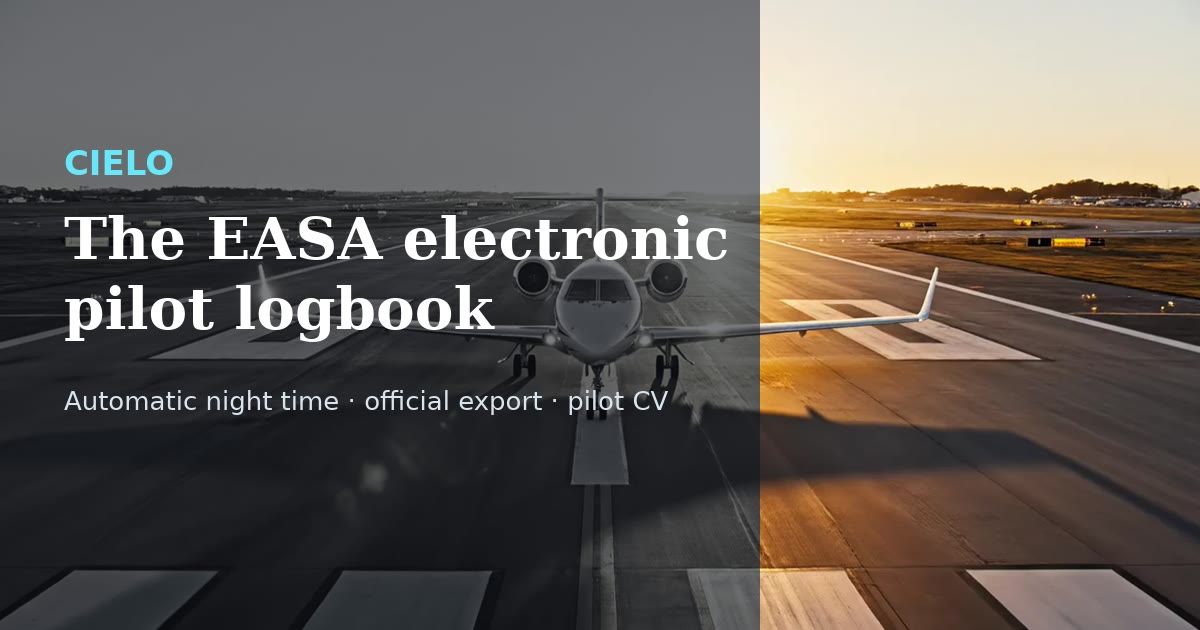 CIELO
The EASA electronic
pilot logbook
Automatic night time · official export · pilot CV